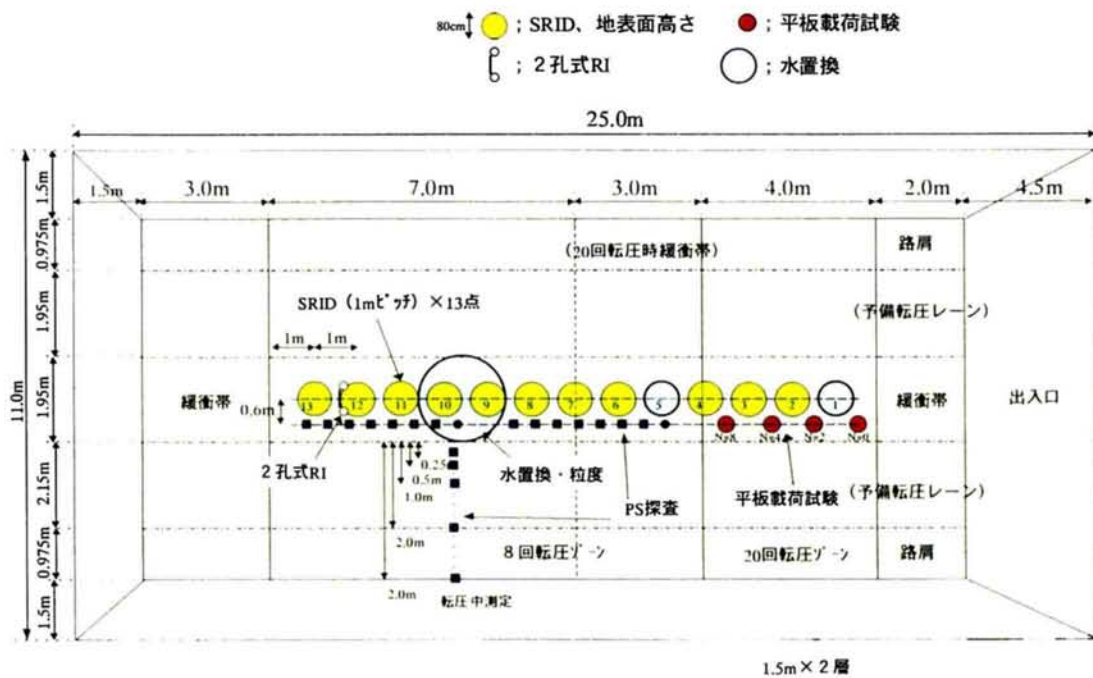 80cm ; SRID、地表面高さ ; 平板載荷試験
; 2孔式RI ; 水置換
25.0m
1.5m 3.0m 7.0m 3.0m 4.0m 2.0m 4.5m
11.0m
1.5m
0.975m
1.95m
1.95m
2.15m
0.975m
1.5m
(20回転圧時緩衝帯) 路肩
SRID(1mピッチ)×13点
(予備転圧レーン)
1m 1m
緩衝帯 13 12 11 10 9 8 7 6 5 4 3 2 1 緩衝帯 出入口
0.6m
N=8 N=4 N=2 N=0
2孔式RI 水置換・粒度 平板載荷試験 (予備転圧レーン)
0.25
0.5m
1.0m PS探査
2.0m 8回転圧ゾーン 20回転圧ゾーン 路肩
2.0m 転圧中測定
1.5m×2層